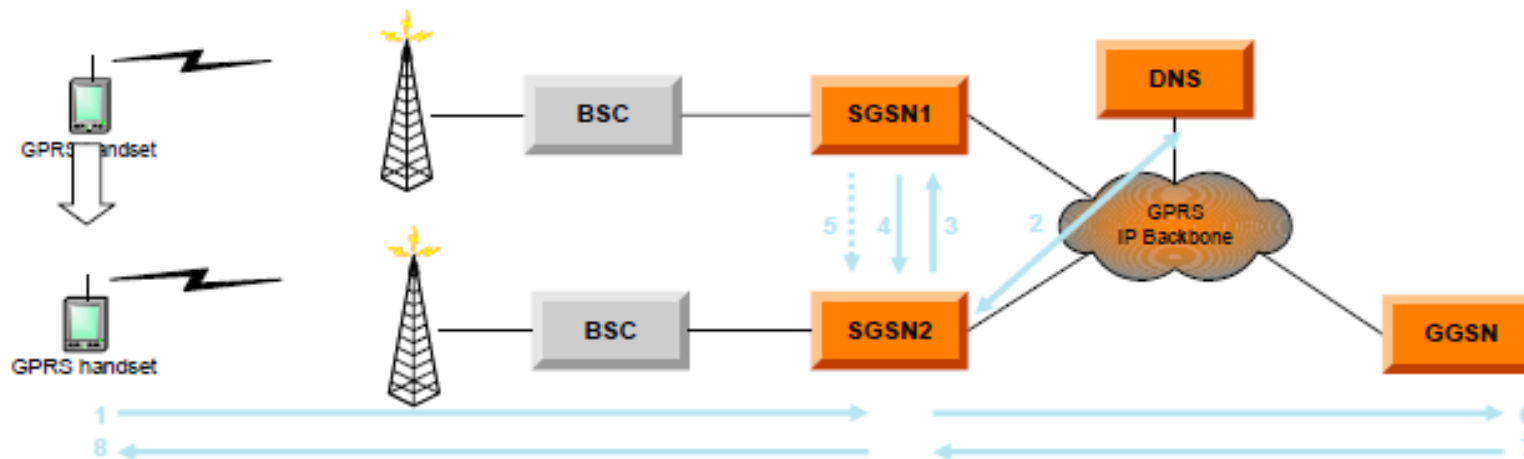 DNS
BSC
SGSN1
GPRS handset
5
4
3
2
GPRS
IP Backbone
BSC
SGSN2
GGSN
GPRS handset
1
8